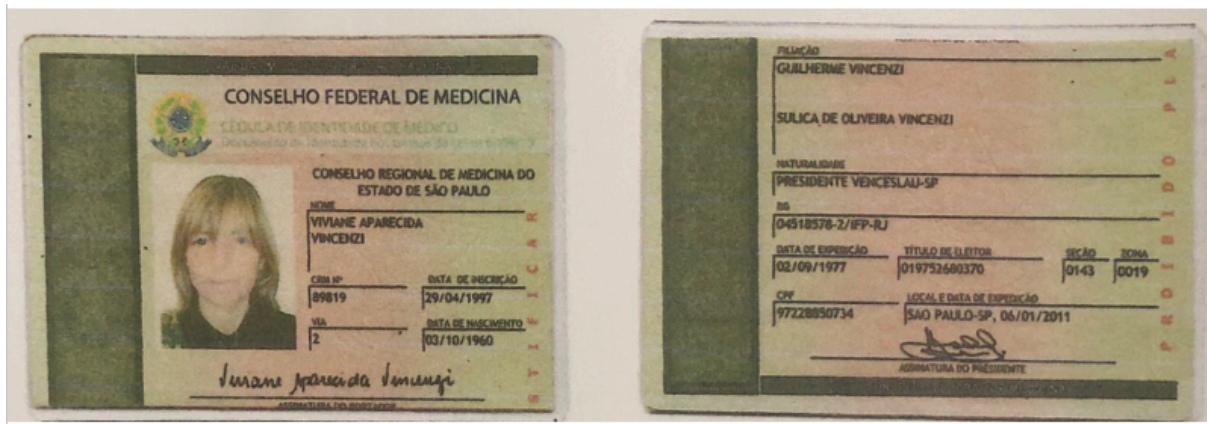 CONSELHO FEDERAL DE MEDICINA
CÉDULA DE IDENTIDADE DE MÉDICO
CONSELHO REGIONAL DE MEDICINA DO
ESTADO DE SÃO PAULO
NOME
VIVIANE APARECIDA
VINCENZI
CRM Nº
DATA DE INSCRIÇÃO
89819
29/04/1997
VIA
DATA DE NASCIMENTO
2
03/10/1960
Viviane Aparecida Vincenzi
ASSINATURA DO PORTADOR
STIFICAR
FILIAÇÃO
GUILHERME VINCENZI
SULICA DE OLIVEIRA VINCENZI
NATURALIDADE
PRESIDENTE VENCESLAU-SP
RG
04518578-2/IFP-RJ
DATA DE EXPEDIÇÃO
TÍTULO DE ELEITOR
SEÇÃO
ZONA
02/09/1977
019752680370
0143
0019
CPF
LOCAL E DATA DE EXPEDIÇÃO
97228850734
SAO PAULO-SP, 06/01/2011
ASSINATURA DO PRESIDENTE
PROIBIDO PLA